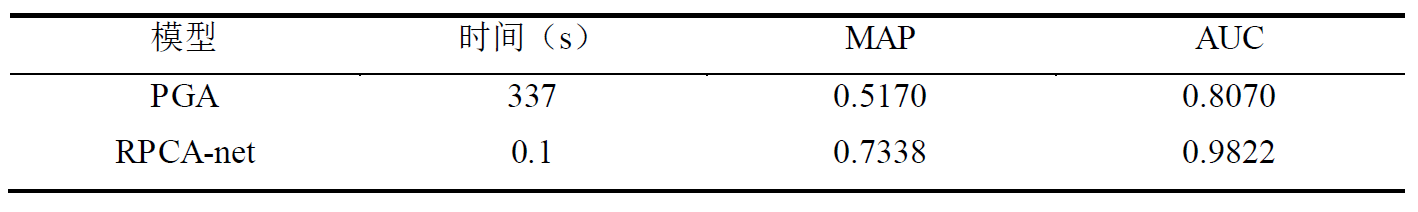 模型 时间（s） MAP AUC
PGA 337 0.5170 0.8070
RPCA-net 0.1 0.7338 0.9822